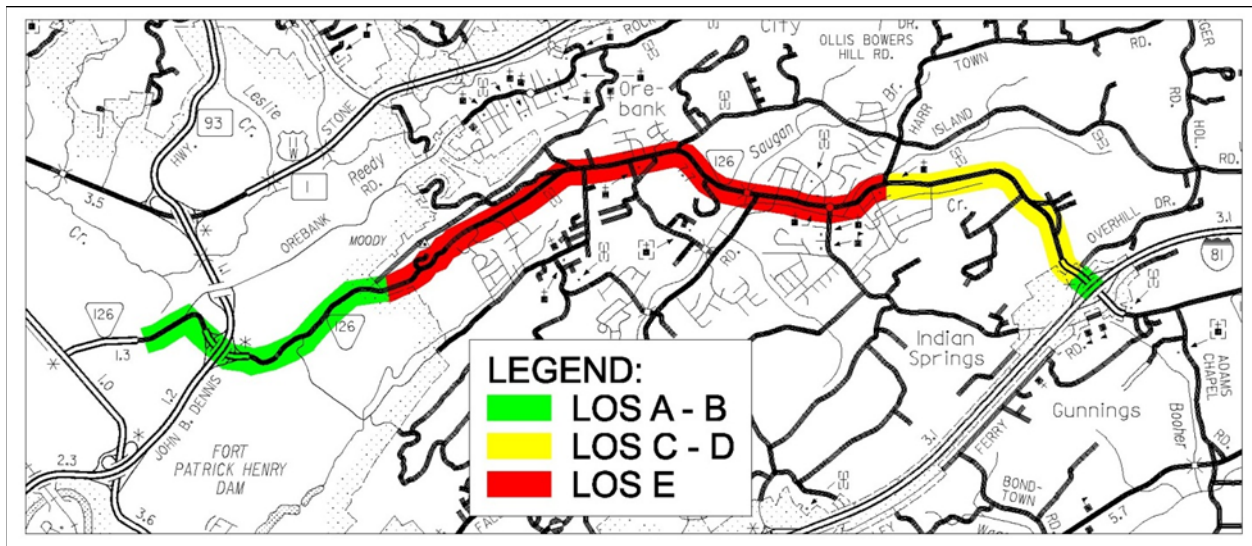 City
DR.
OLLIS BOWERS
HILL RD.
TOWN
RD.
RD.
HOL.
ROCK
Ore-
bank
Leslie
Cr.
93
HWY.
11
W
STONE
1
Reedy
RD.
OREBANK
MOODY
3.5
Cr.
126
Saugan
Br.
HARR
ISLAND
Cr.
OVERHILL DR.
3.1
81
126
1.3
1.0
1.2
126
JOHN B. DENNIS
2.3
3.6
FORT
PATRICK HENRY
DAM
LEGEND:
LOS A - B
LOS C - D
LOS E
Indian
Springs
RD.
Gunnings
ADAMS
CHAPEL
RD.
Booher
3.1
FERRY
BOND-
TOWN
RD.
5.7